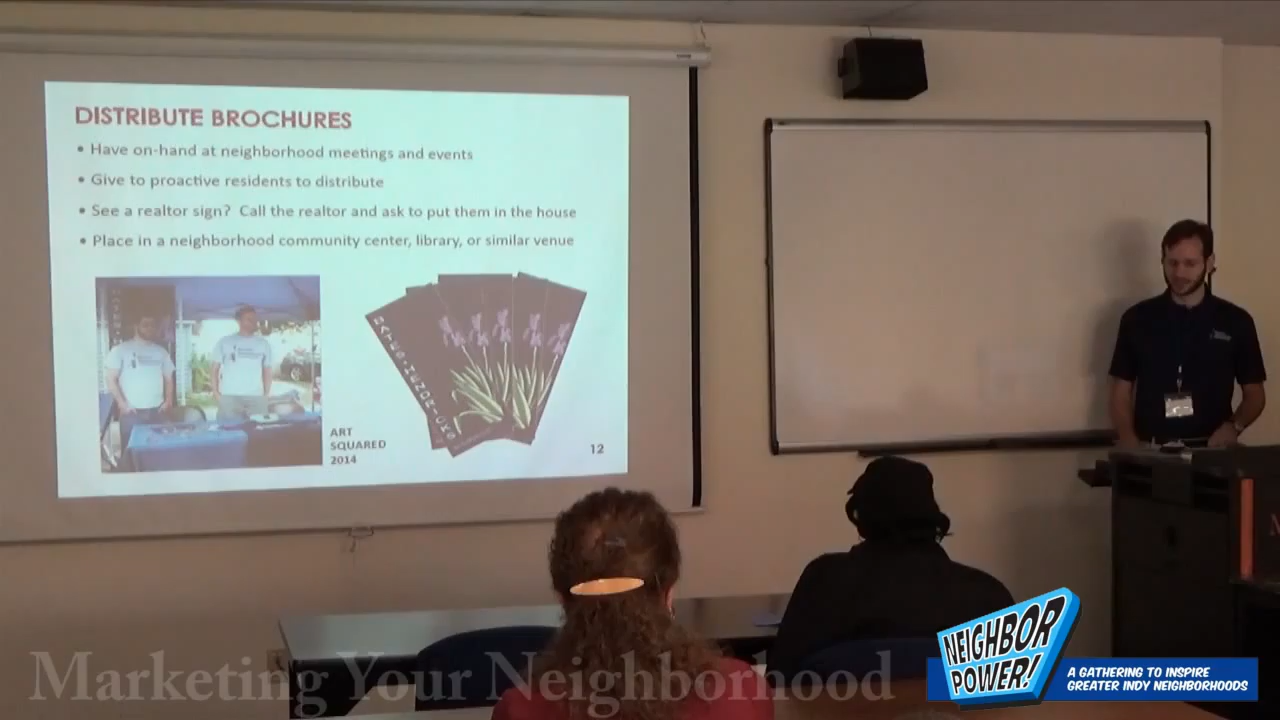 DISTRIBUTE BROCHURES
• Have on-hand at neighborhood meetings and events
• Give to proactive residents to distribute
• See a realtor sign? Call the realtor and ask to put them in the house
• Place in a neighborhood community center, library, or similar venue
HATUSHMENDMICKS
ART
SQUARED
2014
12
Marketing Your Neighborhood
NEIGHBOR
POWER!
A GATHERING TO INSPIRE
GREATER INDY NEIGHBORHOODS